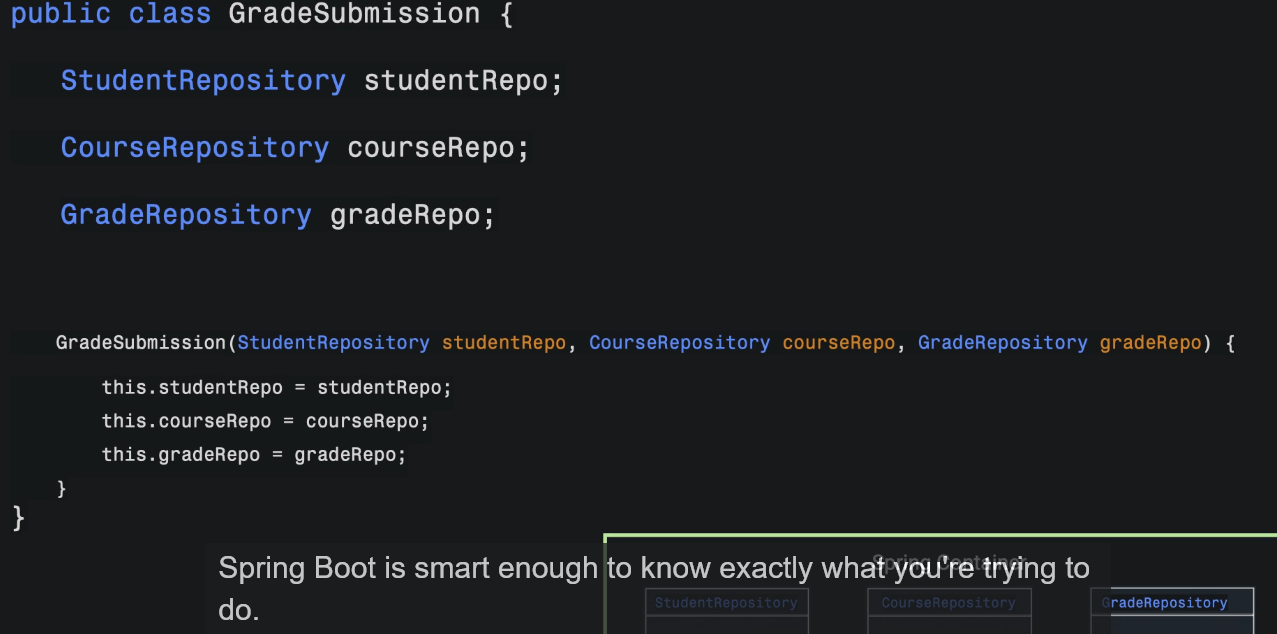 public class GradeSubmission {
StudentRepository studentRepo;
CourseRepository courseRepo;
GradeRepository gradeRepo;
GradeSubmission(StudentRepository studentRepo, CourseRepository courseRepo, GradeRepository gradeRepo) {
this.studentRepo = studentRepo;
this.courseRepo = courseRepo;
this.gradeRepo = gradeRepo;
}
}
Spring Container
Spring Boot is smart enough to know exactly what you're trying to
do.
StudentRepository CourseRepository GradeRepository